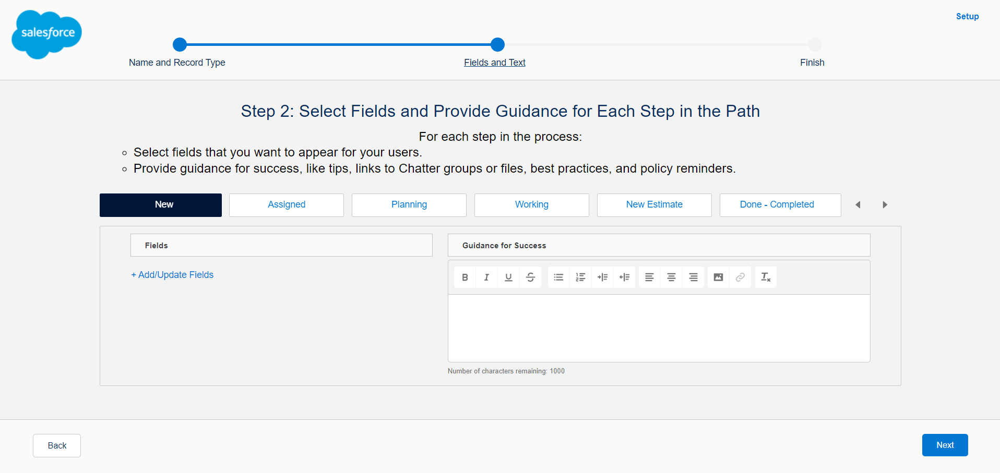 salesforce
Setup
Name and Record Type
Fields and Text
Finish
Step 2: Select Fields and Provide Guidance for Each Step in the Path
For each step in the process:
Select fields that you want to appear for your users.
Provide guidance for success, like tips, links to Chatter groups or files, best practices, and policy reminders.
New
Assigned
Planning
Working
New Estimate
Done - Completed
Fields
Guidance for Success
+ Add/Update Fields
Number of characters remaining: 1000
Back
Next